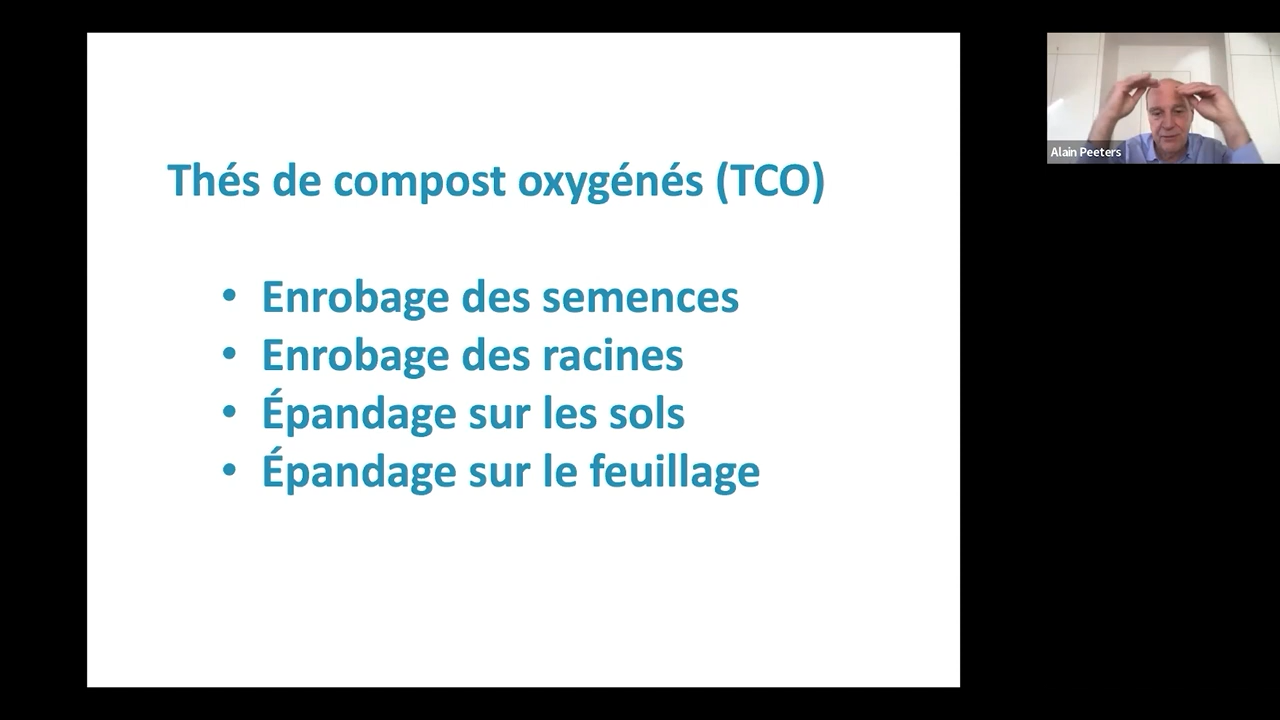 Thés de compost oxygénés (TCO)
• Enrobage des semences
• Enrobage des racines
• Épandage sur les sols
• Épandage sur le feuillage
Alain Peeters